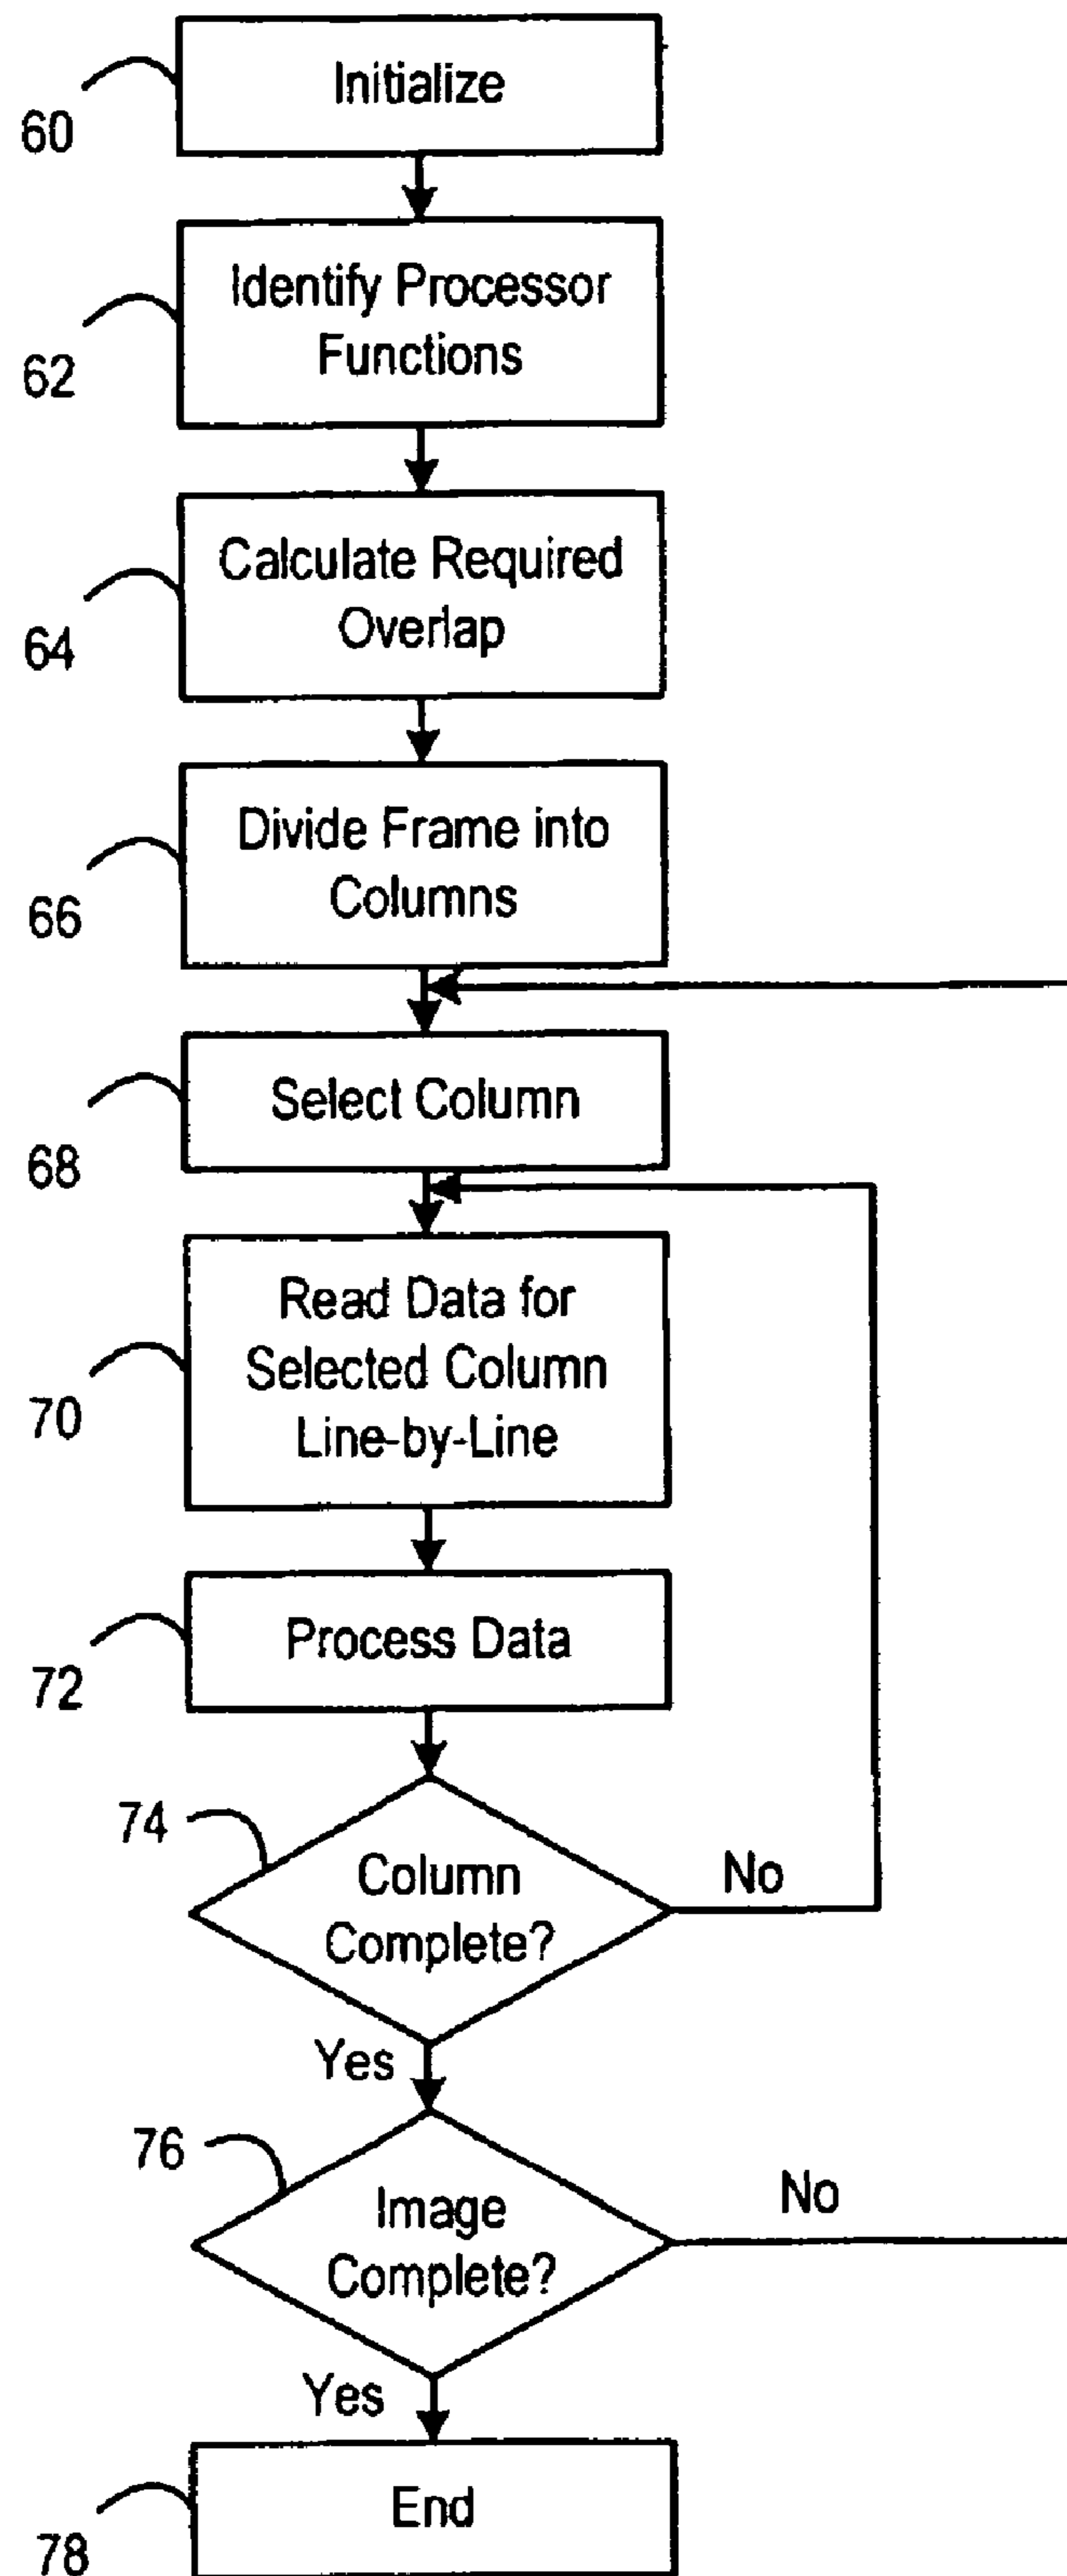 Initialize
60
Identify Processor
Functions
62
Calculate Required
Overlap
64
Divide Frame into
Columns
66
Select Column
68
Read Data for
Selected Column
Line-by-Line
70
Process Data
72
74
Column
Complete?
No
Yes
76
Image
Complete?
No
Yes
End
78